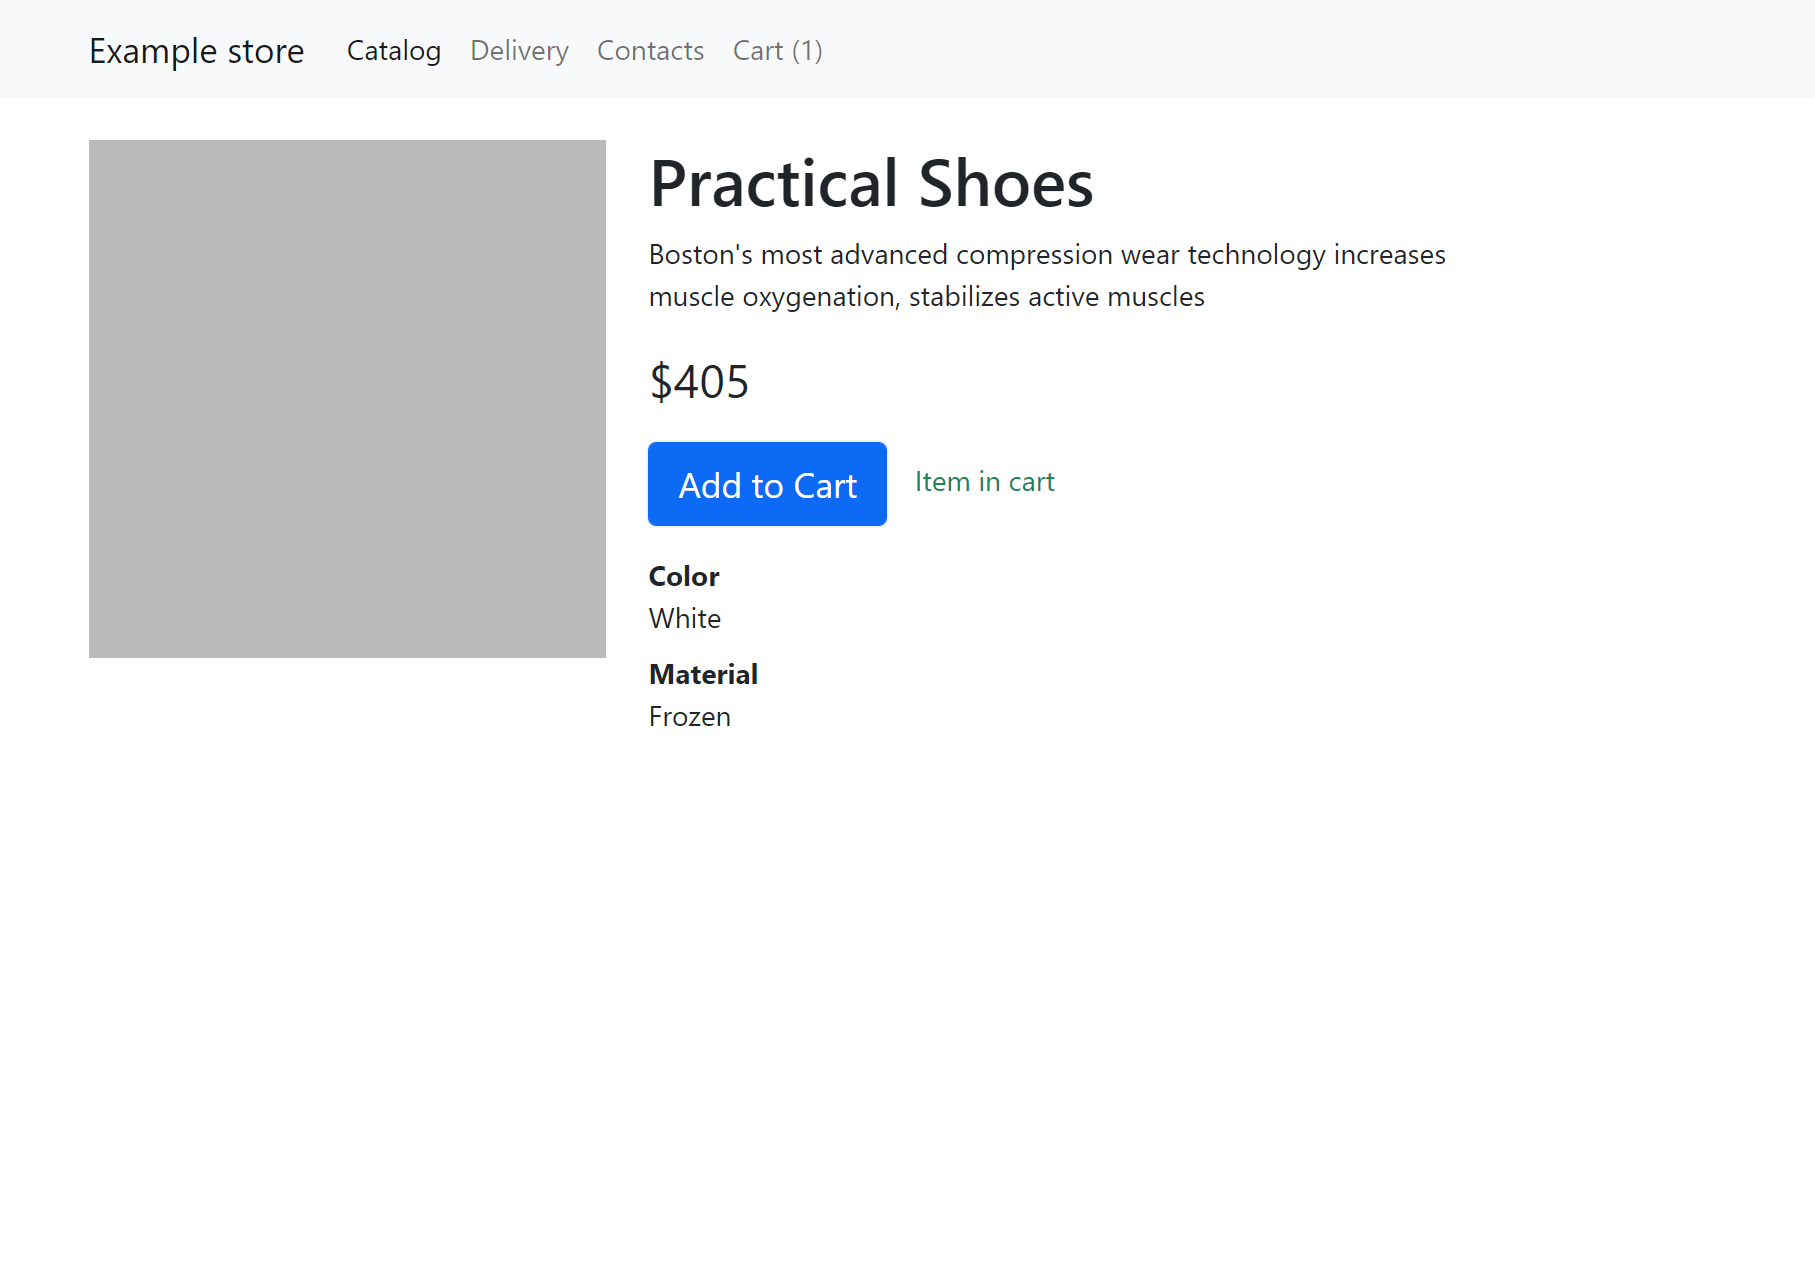 Example store Catalog Delivery Contacts Cart (1)
Practical Shoes
Boston's most advanced compression wear technology increases
muscle oxygenation, stabilizes active muscles
$405
Add to Cart Item in cart
Color
White
Material
Frozen